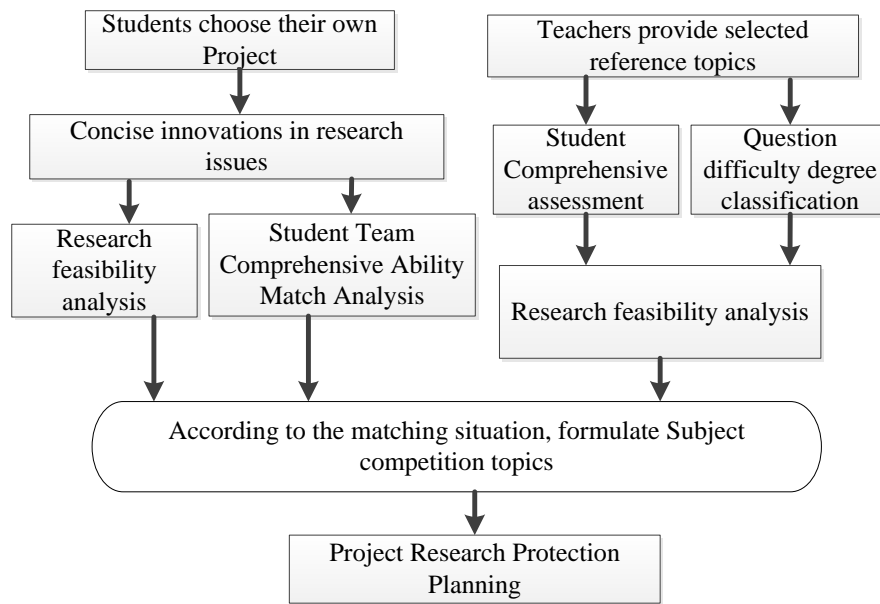 Students choose their own
Project
Teachers provide selected
reference topics
Concise innovations in research
issues
Student
Comprehensive
assessment
Question
difficulty degree
classification
Research
feasibility
analysis
Student Team
Comprehensive Ability
Match Analysis
Research feasibility analysis
According to the matching situation, formulate Subject
competition topics
Project Research Protection
Planning